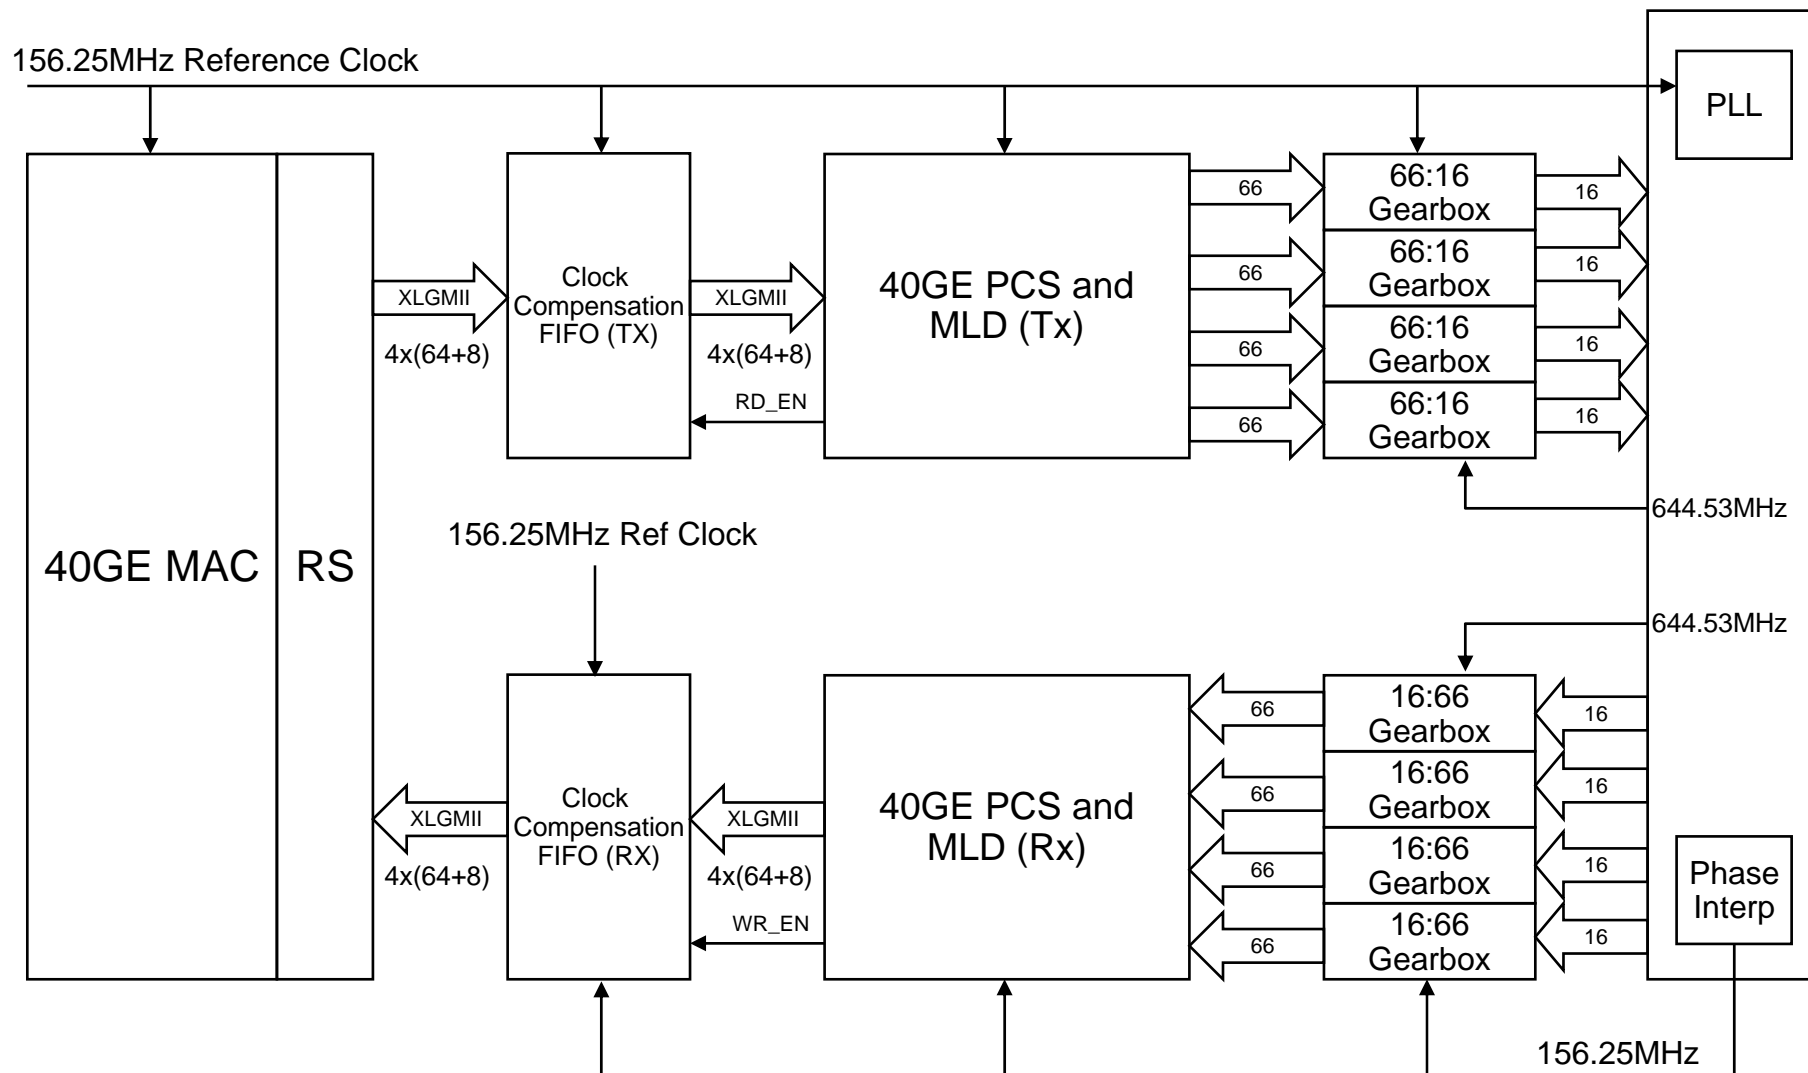 156.25MHz Reference Clock
PLL
40GE MAC
RS
XLGMII
4x(64+8)
Clock
Compensation
FIFO (TX)
XLGMII
4x(64+8)
RD_EN
40GE PCS and
MLD (Tx)
66
66
66
66
66:16
Gearbox
66:16
Gearbox
66:16
Gearbox
66:16
Gearbox
16
16
16
16
644.53MHz
156.25MHz Ref Clock
644.53MHz
XLGMII
4x(64+8)
Clock
Compensation
FIFO (RX)
XLGMII
4x(64+8)
WR_EN
40GE PCS and
MLD (Rx)
66
66
66
66
16:66
Gearbox
16:66
Gearbox
16:66
Gearbox
16:66
Gearbox
16
16
16
16
Phase
Interp
156.25MHz